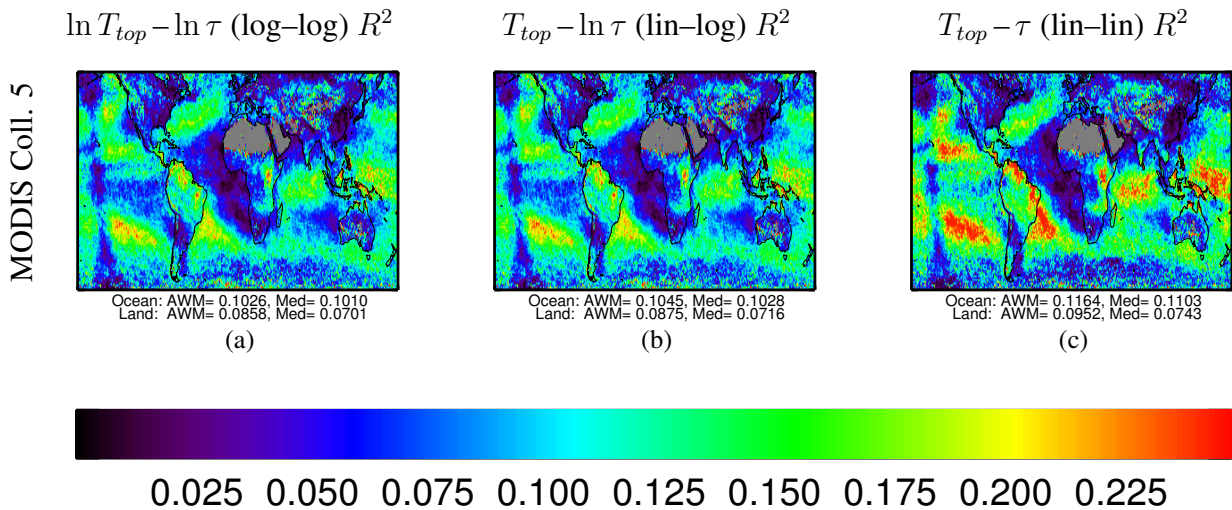 ln T_top – ln τ (log–log) R²
T_top – ln τ (lin–log) R²
T_top – τ (lin–lin) R²
MODIS Coll. 5
Ocean: AWM= 0.1026, Med= 0.1010
Land: AWM= 0.0858, Med= 0.0701
(a)
Ocean: AWM= 0.1045, Med= 0.1028
Land: AWM= 0.0875, Med= 0.0716
(b)
Ocean: AWM= 0.1164, Med= 0.1103
Land: AWM= 0.0952, Med= 0.0743
(c)
0.025 0.050 0.075 0.100 0.125 0.150 0.175 0.200 0.225